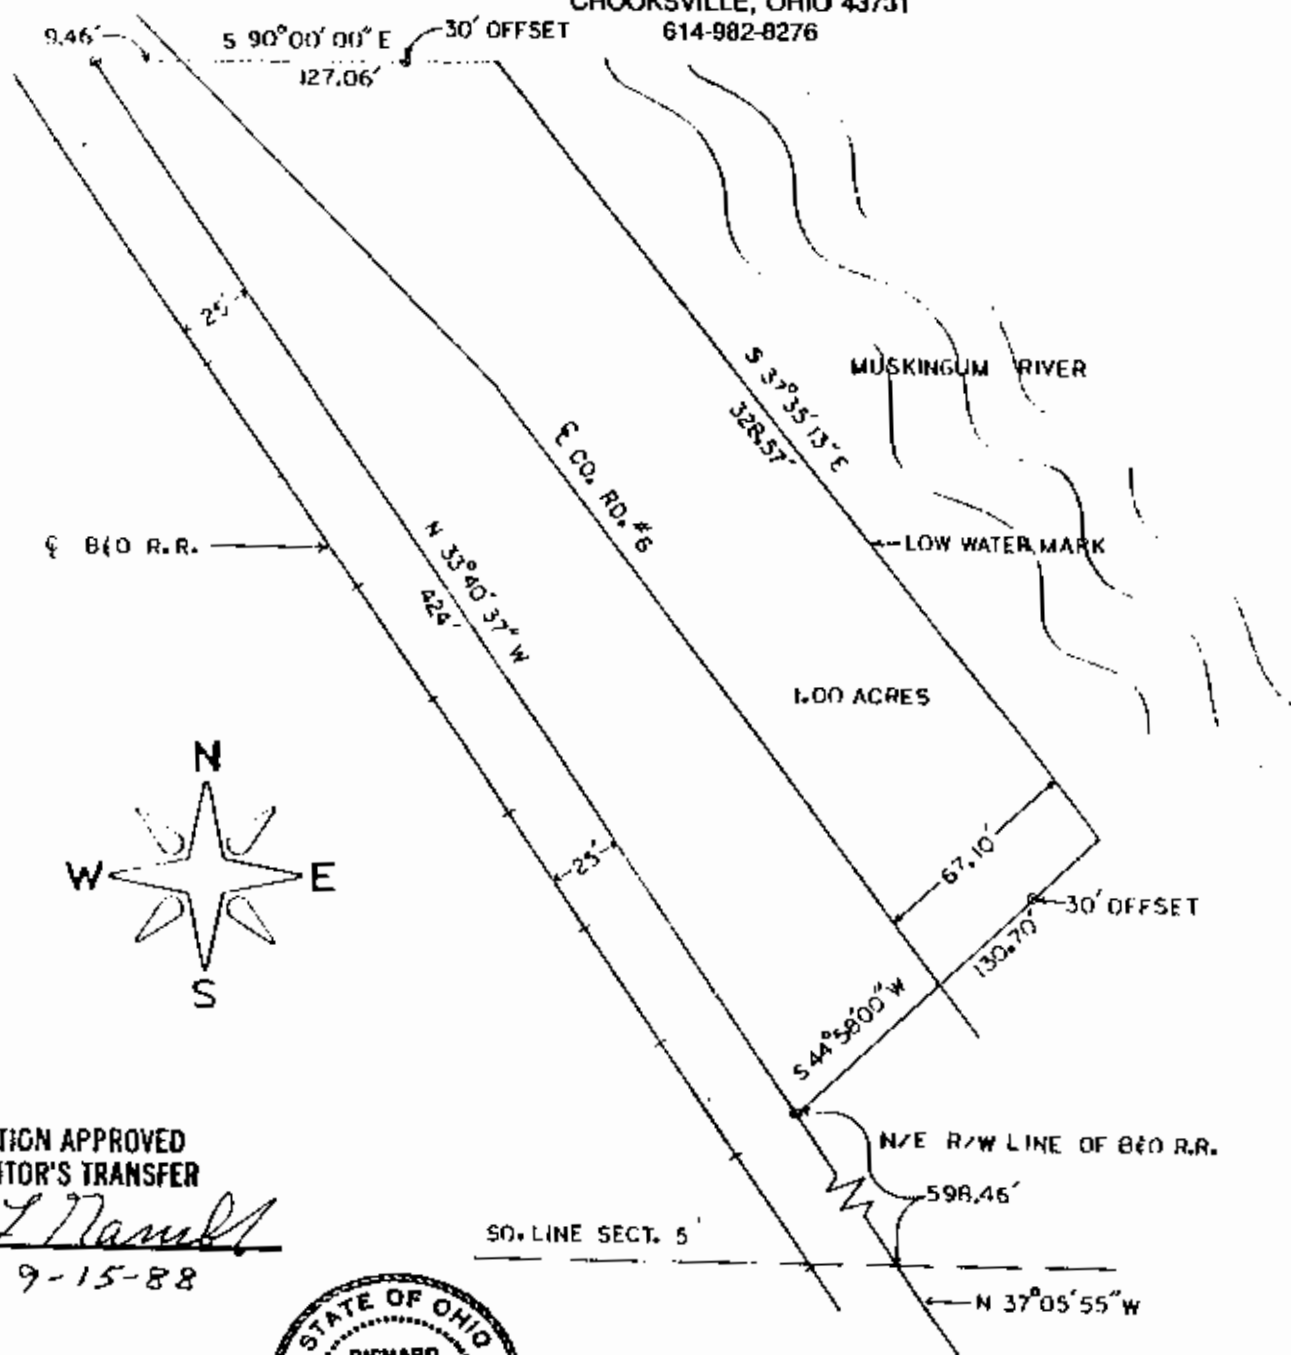 CROOKSVILLE, OHIO 43731
614-982-8276
9.46'
S 90°00'00" E
30' OFFSET
127.06'
25'
MUSKINGUM RIVER
S 37°35'13" E
328.57'
℄ CO. RD. #6
℄ B&O R.R.
LOW WATER MARK
N 33°40'37" W
424'
1.00 ACRES
N
W E
S
25'
67.10'
30' OFFSET
130.70'
S 44°58'00" W
N/E R/W LINE OF B&O R.R.
598.46'
TION APPROVED
TOR'S TRANSFER
9-15-88
SO. LINE SECT. 5
N 37°05'55" W
STATE OF OHIO
RICHARD